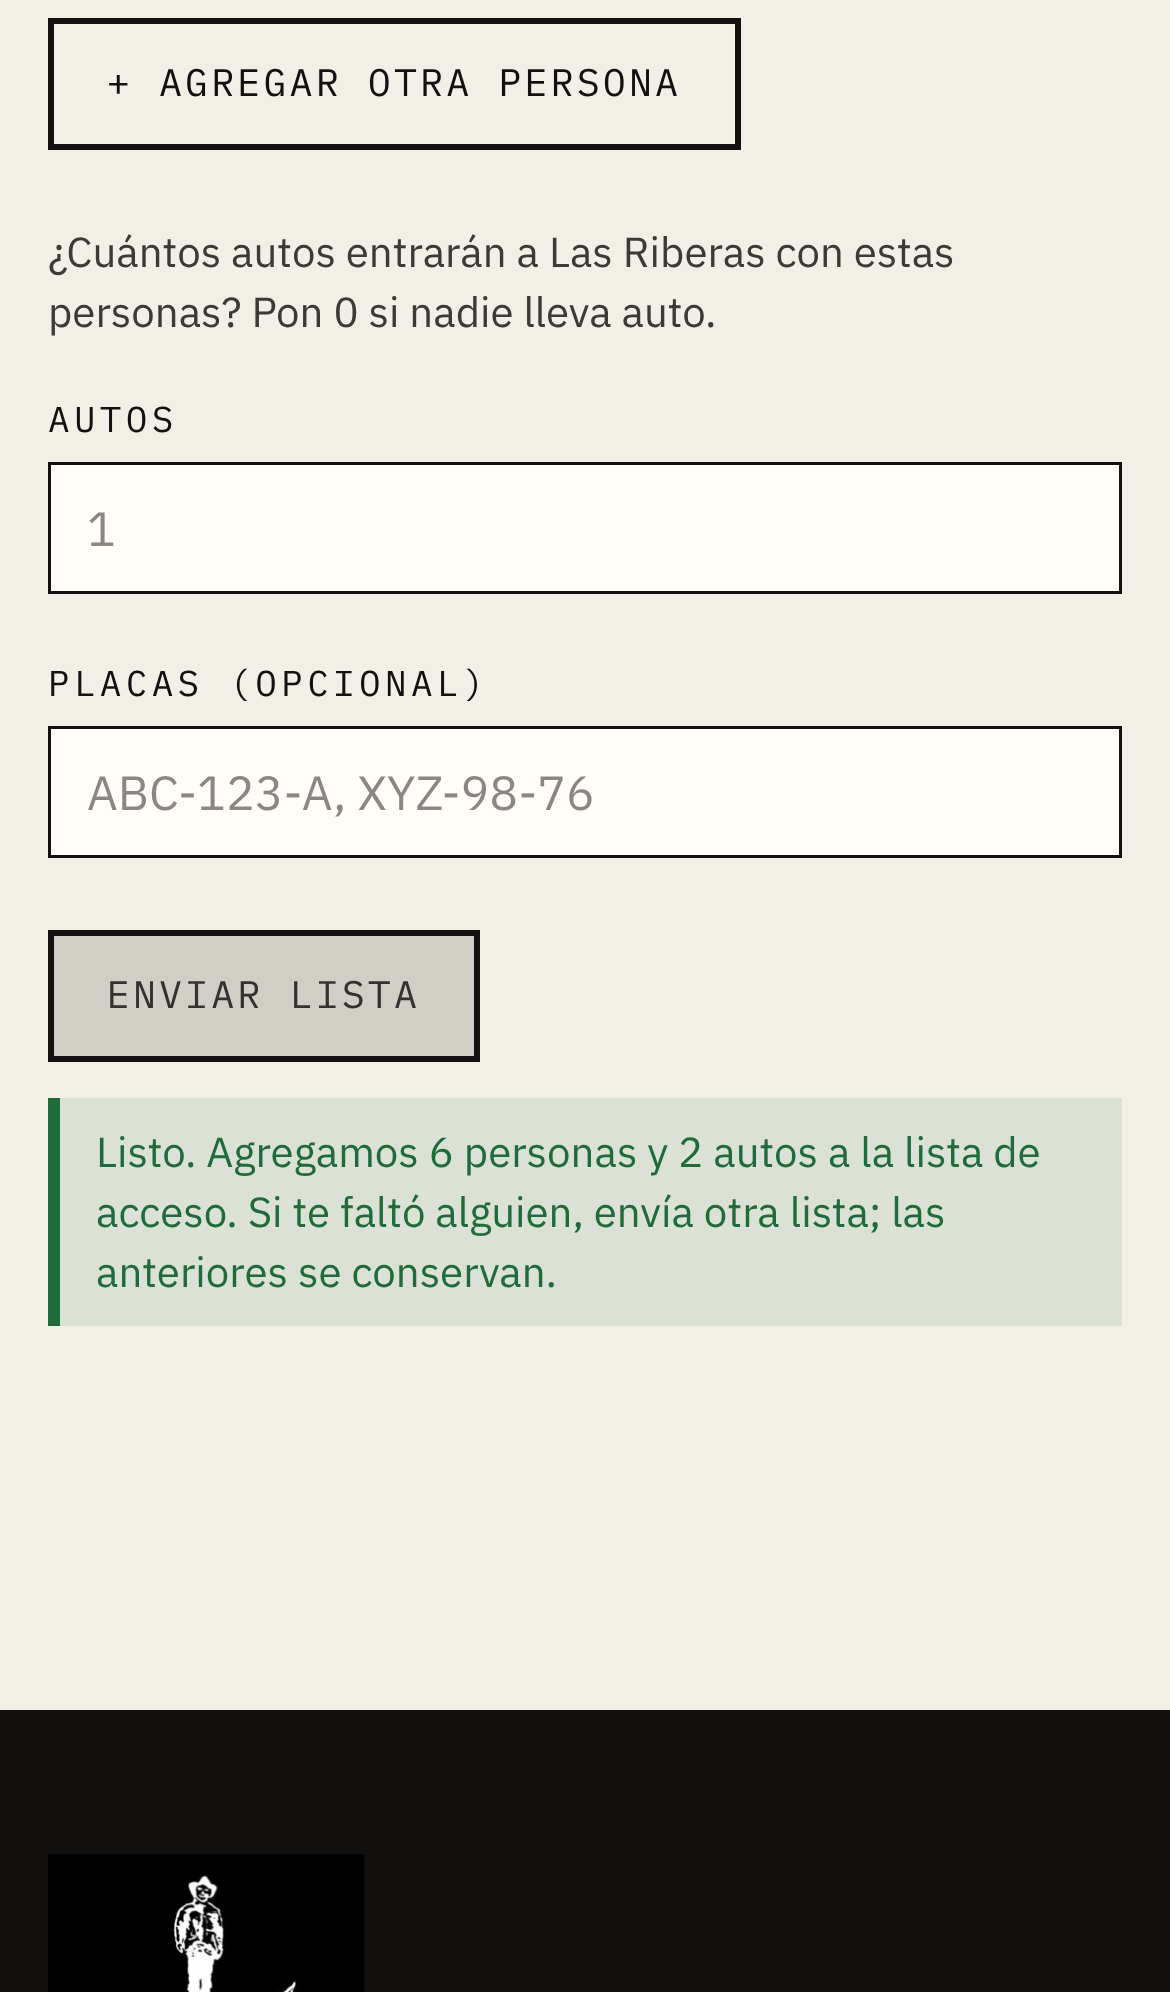 + AGREGAR OTRA PERSONA
¿Cuántos autos entrarán a Las Riberas con estas
personas? Pon 0 si nadie lleva auto.
AUTOS
1
PLACAS (OPCIONAL)
ABC-123-A, XYZ-98-76
ENVIAR LISTA
Listo. Agregamos 6 personas y 2 autos a la lista de
acceso. Si te faltó alguien, envía otra lista; las
anteriores se conservan.